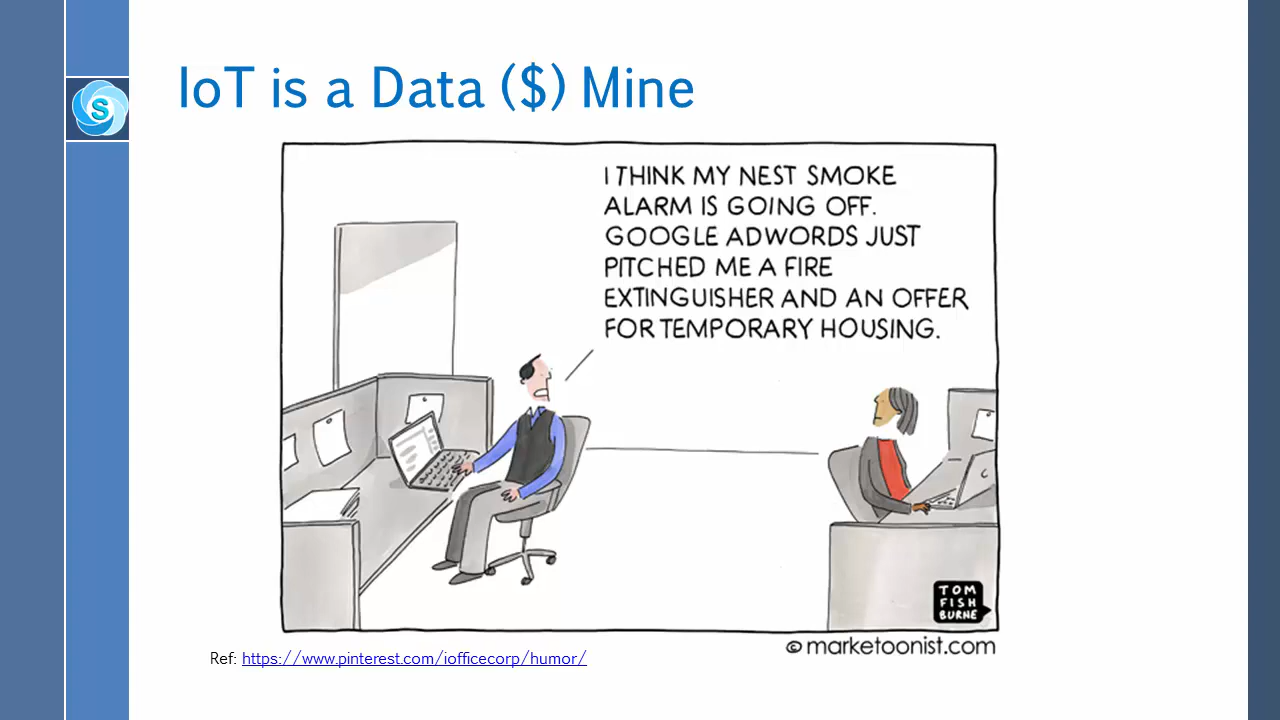 IoT is a Data ($) Mine
S
I THINK MY NEST SMOKE
ALARM IS GOING OFF.
GOOGLE ADWORDS JUST
PITCHED ME A FIRE
EXTINGUISHER AND AN OFFER
FOR TEMPORARY HOUSING.
TOM
FISH
BURNE
© marketoonist.com
Ref: https://www.pinterest.com/iofficecorp/humor/